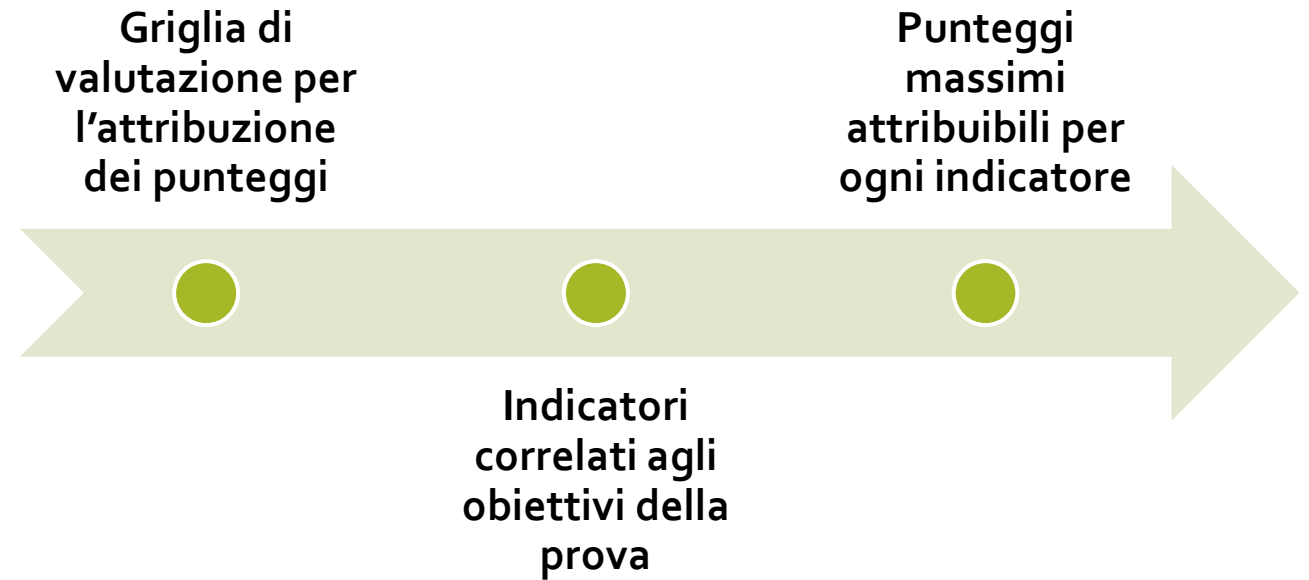 Griglia di
valutazione per
l'attribuzione
dei punteggi
Indicatori
correlati agli
obiettivi della
prova
Punteggi
massimi
attribuibili per
ogni indicatore